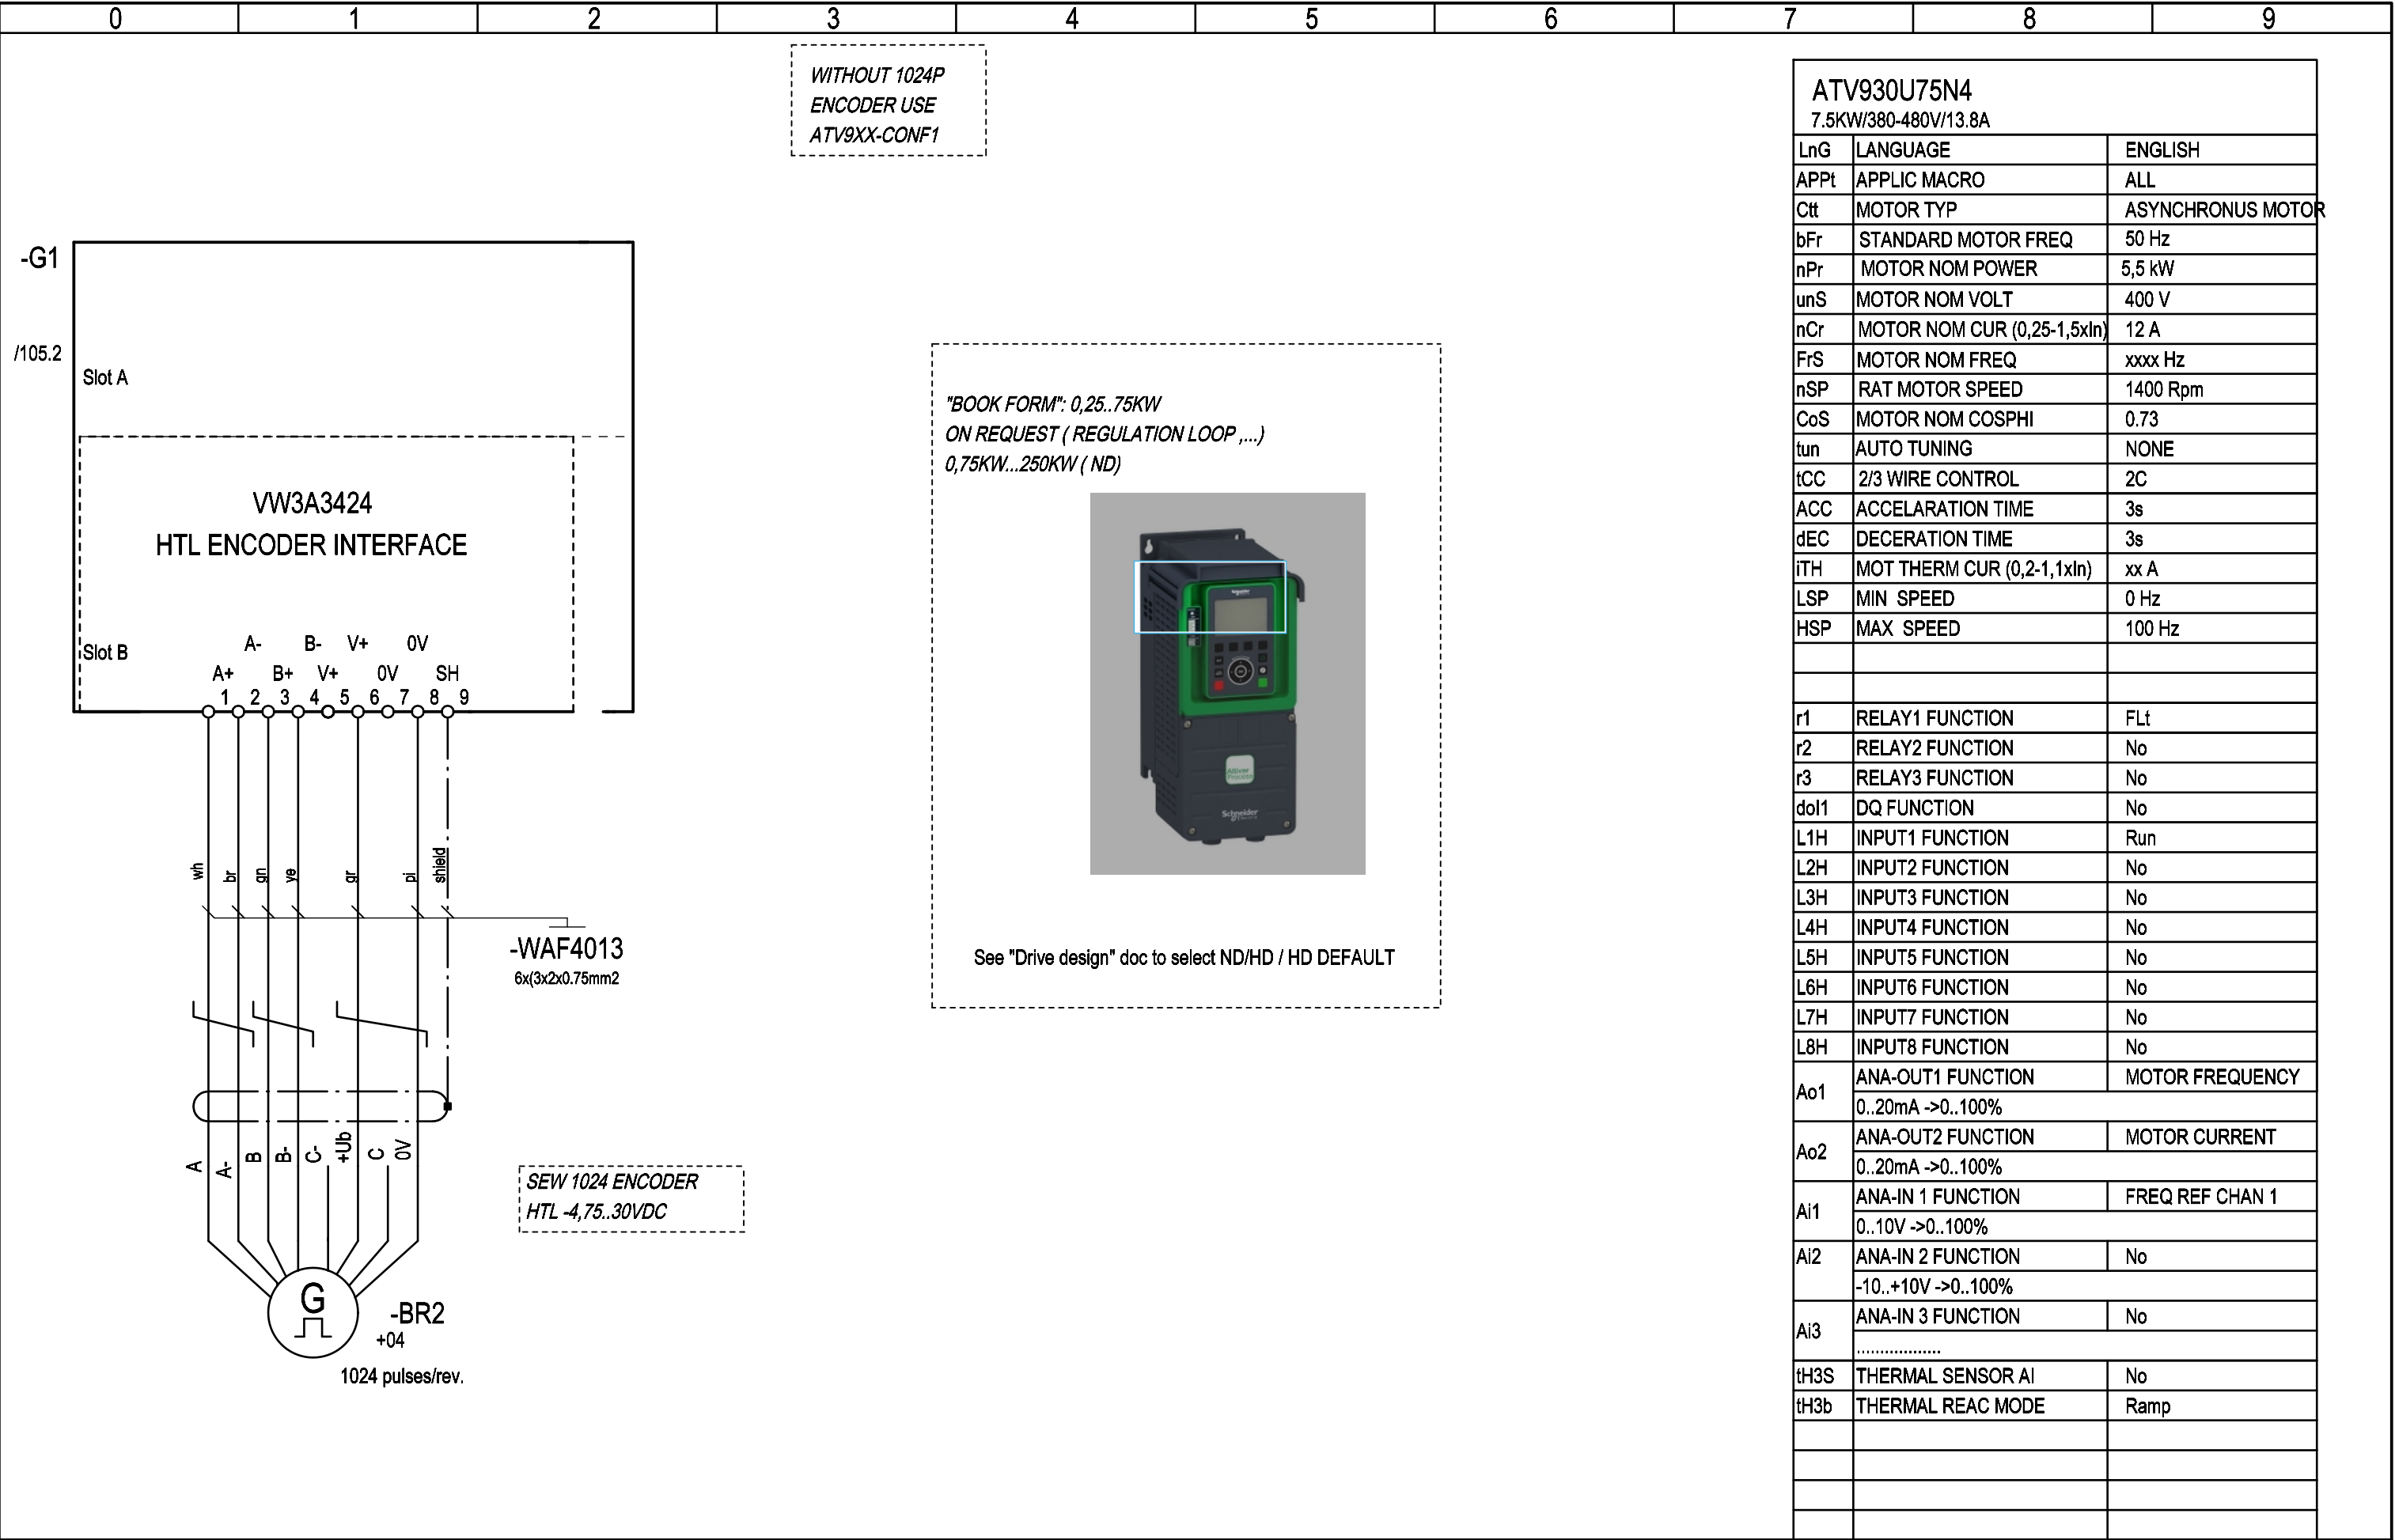 0 1 2 3 4 5 6 7 8 9
WITHOUT 1024P
ENCODER USE
ATV9XX-CONF1
-G1
/105.2
Slot A
VW3A3424
HTL ENCODER INTERFACE
Slot B
A- B- V+ 0V
A+ B+ V+ 0V SH
1 2 3 4 5 6 7 8 9
wh br gn ye gr pi shield
-WAF4013
6x(3x2x0.75mm2
A A- B B- C- +Ub C 0V
SEW 1024 ENCODER
HTL -4,75..30VDC
G
-BR2
+04
1024 pulses/rev.
"BOOK FORM": 0,25..75KW
ON REQUEST ( REGULATION LOOP ,...)
0,75KW...250KW ( ND)
Altivar
Process
Schneider
Electric
See "Drive design" doc to select ND/HD / HD DEFAULT
ATV930U75N4
7.5KW/380-480V/13.8A
LnG LANGUAGE ENGLISH
APPt APPLIC MACRO ALL
Ctt MOTOR TYP ASYNCHRONUS MOTOR
bFr STANDARD MOTOR FREQ 50 Hz
nPr MOTOR NOM POWER 5,5 kW
unS MOTOR NOM VOLT 400 V
nCr MOTOR NOM CUR (0,25-1,5xIn) 12 A
FrS MOTOR NOM FREQ xxxx Hz
nSP RAT MOTOR SPEED 1400 Rpm
CoS MOTOR NOM COSPHI 0.73
tun AUTO TUNING NONE
tCC 2/3 WIRE CONTROL 2C
ACC ACCELARATION TIME 3s
dEC DECERATION TIME 3s
iTH MOT THERM CUR (0,2-1,1xIn) xx A
LSP MIN SPEED 0 Hz
HSP MAX SPEED 100 Hz
r1 RELAY1 FUNCTION FLt
r2 RELAY2 FUNCTION No
r3 RELAY3 FUNCTION No
doI1 DQ FUNCTION No
L1H INPUT1 FUNCTION Run
L2H INPUT2 FUNCTION No
L3H INPUT3 FUNCTION No
L4H INPUT4 FUNCTION No
L5H INPUT5 FUNCTION No
L6H INPUT6 FUNCTION No
L7H INPUT7 FUNCTION No
L8H INPUT8 FUNCTION No
Ao1 ANA-OUT1 FUNCTION MOTOR FREQUENCY
0..20mA ->0..100%
Ao2 ANA-OUT2 FUNCTION MOTOR CURRENT
0..20mA ->0..100%
Ai1 ANA-IN 1 FUNCTION FREQ REF CHAN 1
0..10V ->0..100%
Ai2 ANA-IN 2 FUNCTION No
-10..+10V ->0..100%
Ai3 ANA-IN 3 FUNCTION No
..................
tH3S THERMAL SENSOR AI No
tH3b THERMAL REAC MODE Ramp